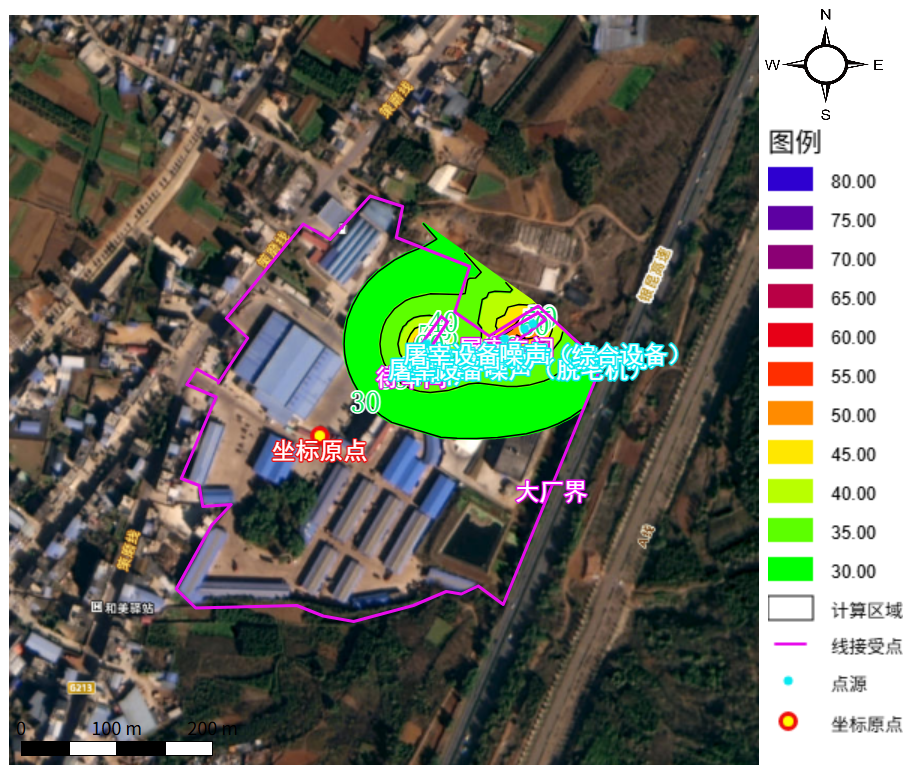 N
W
E
S
图例
80.00
75.00
70.00
65.00
60.00
55.00
50.00
45.00
40.00
35.00
30.00
计算区域
线接受点
点源
坐标原点
屠宰设备噪声（综合设备）
屠宰设备噪声（脱毛机）
30
坐标原点
大厂界
和美驿站
G213
0 100 m 200 m